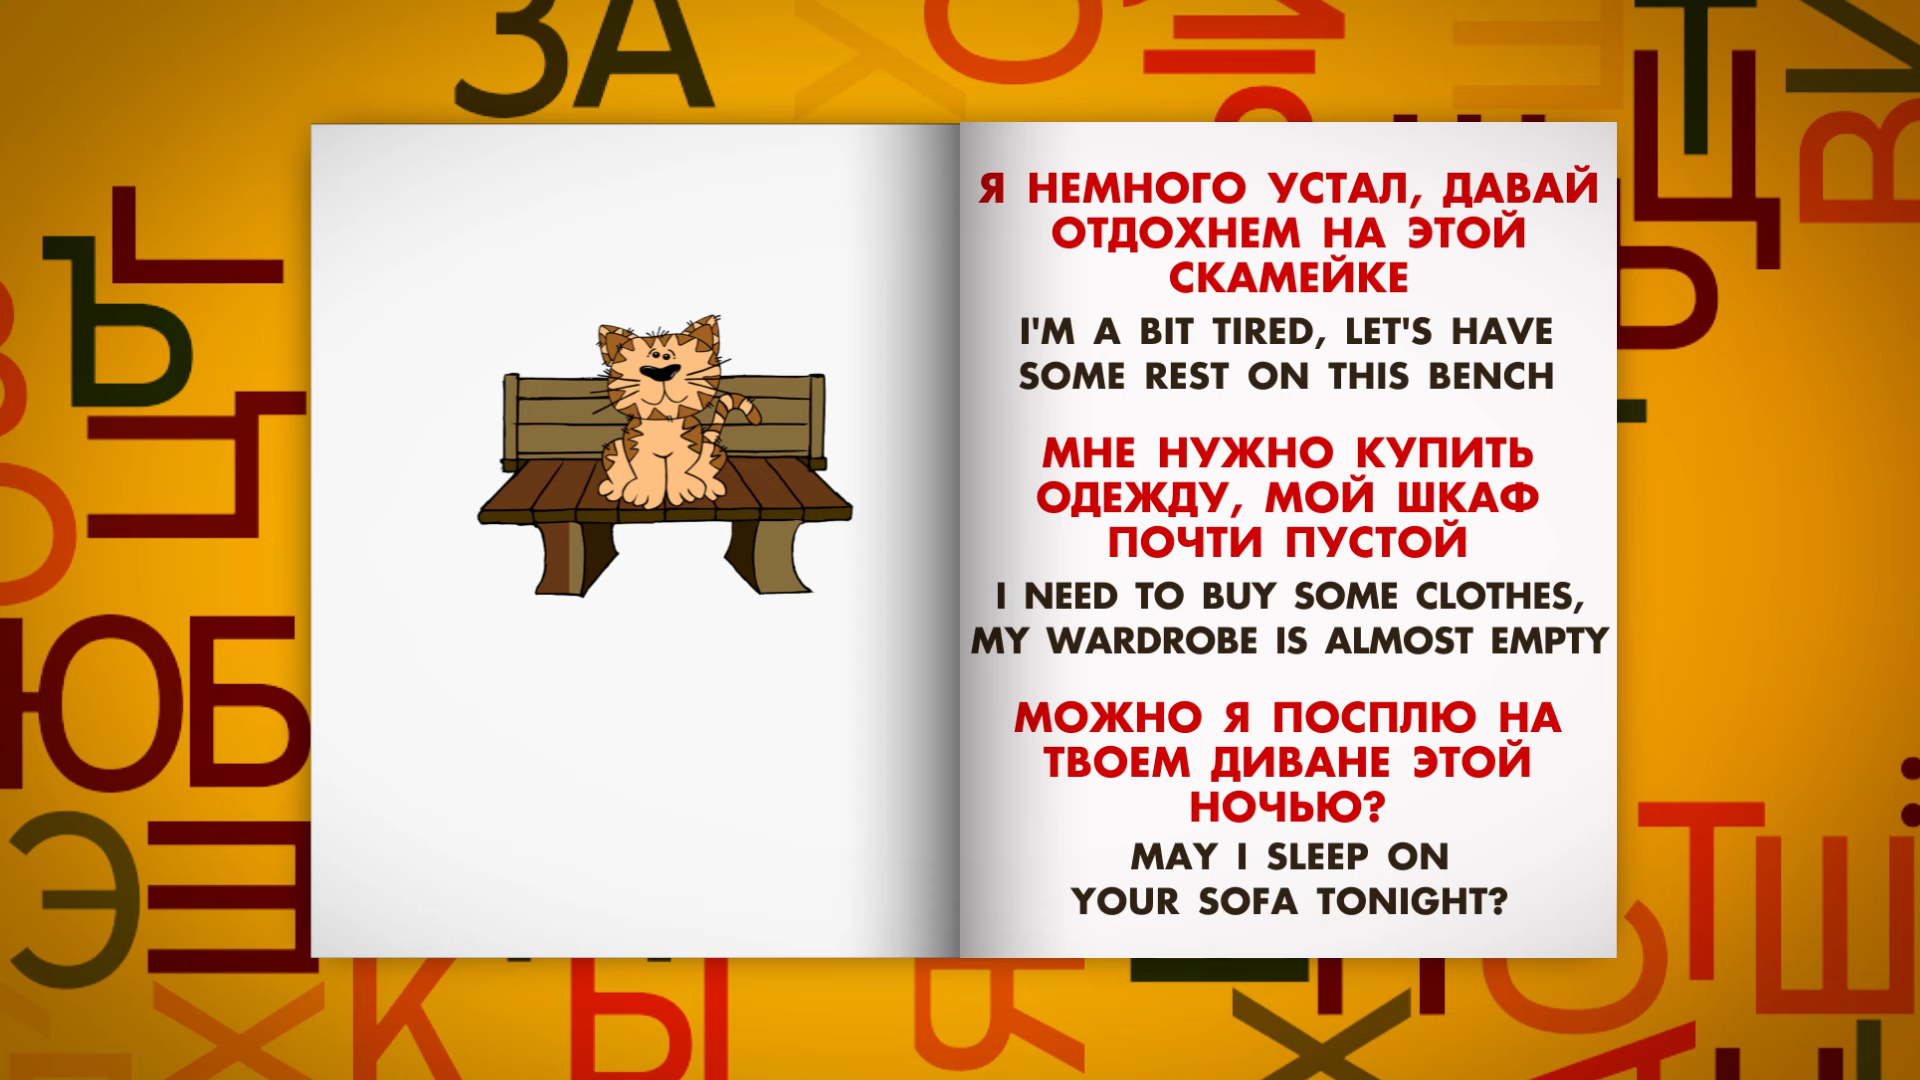 ЗА
Я НЕМНОГО УСТАЛ, ДАВАЙ
ОТДОХНЕМ НА ЭТОЙ
СКАМЕЙКЕ
I'M A BIT TIRED, LET'S HAVE
SOME REST ON THIS BENCH
МНЕ НУЖНО КУПИТЬ
ОДЕЖДУ, МОЙ ШКАФ
ПОЧТИ ПУСТОЙ
I NEED TO BUY SOME CLOTHES,
MY WARDROBE IS ALMOST EMPTY
МОЖНО Я ПОСПЛЮ НА
ТВОЕМ ДИВАНЕ ЭТОЙ
НОЧЬЮ?
MAY I SLEEP ON
YOUR SOFA TONIGHT?